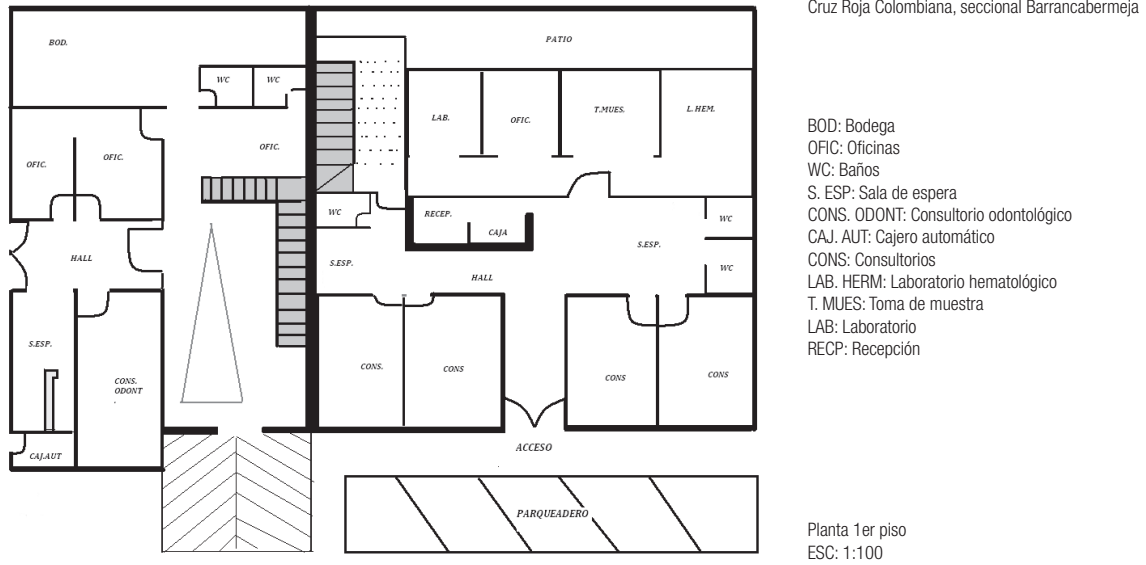 Cruz Roja Colombiana, seccional Barrancabermeja
BOD.
PATIO
WC
WC
LAB.
OFIC.
T.MUES.
L. HEM.
OFIC.
OFIC.
OFIC.
WC
RECEP.
CAJA
WC
S.ESP.
HALL
S.ESP.
HALL
WC
S.ESP.
CONS.
ODONT
CONS.
CONS
CONS
CONS
CAJ.AUT
ACCESO
PARQUEADERO
BOD: Bodega
OFIC: Oficinas
WC: Baños
S. ESP: Sala de espera
CONS. ODONT: Consultorio odontológico
CAJ. AUT: Cajero automático
CONS: Consultorios
LAB. HERM: Laboratorio hematológico
T. MUES: Toma de muestra
LAB: Laboratorio
RECP: Recepción
Planta 1er piso
ESC: 1:100